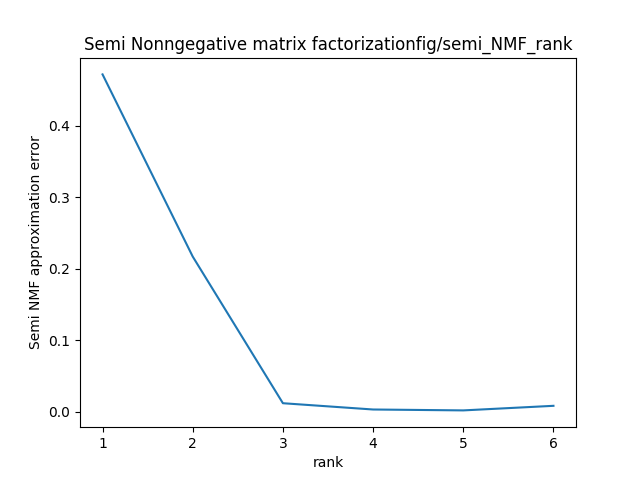 Semi Nonngegative matrix factorizationfig/semi_NMF_rank
Semi NMF approximation error
0.4
0.3
0.2
0.1
0.0
1 2 3 4 5 6
rank